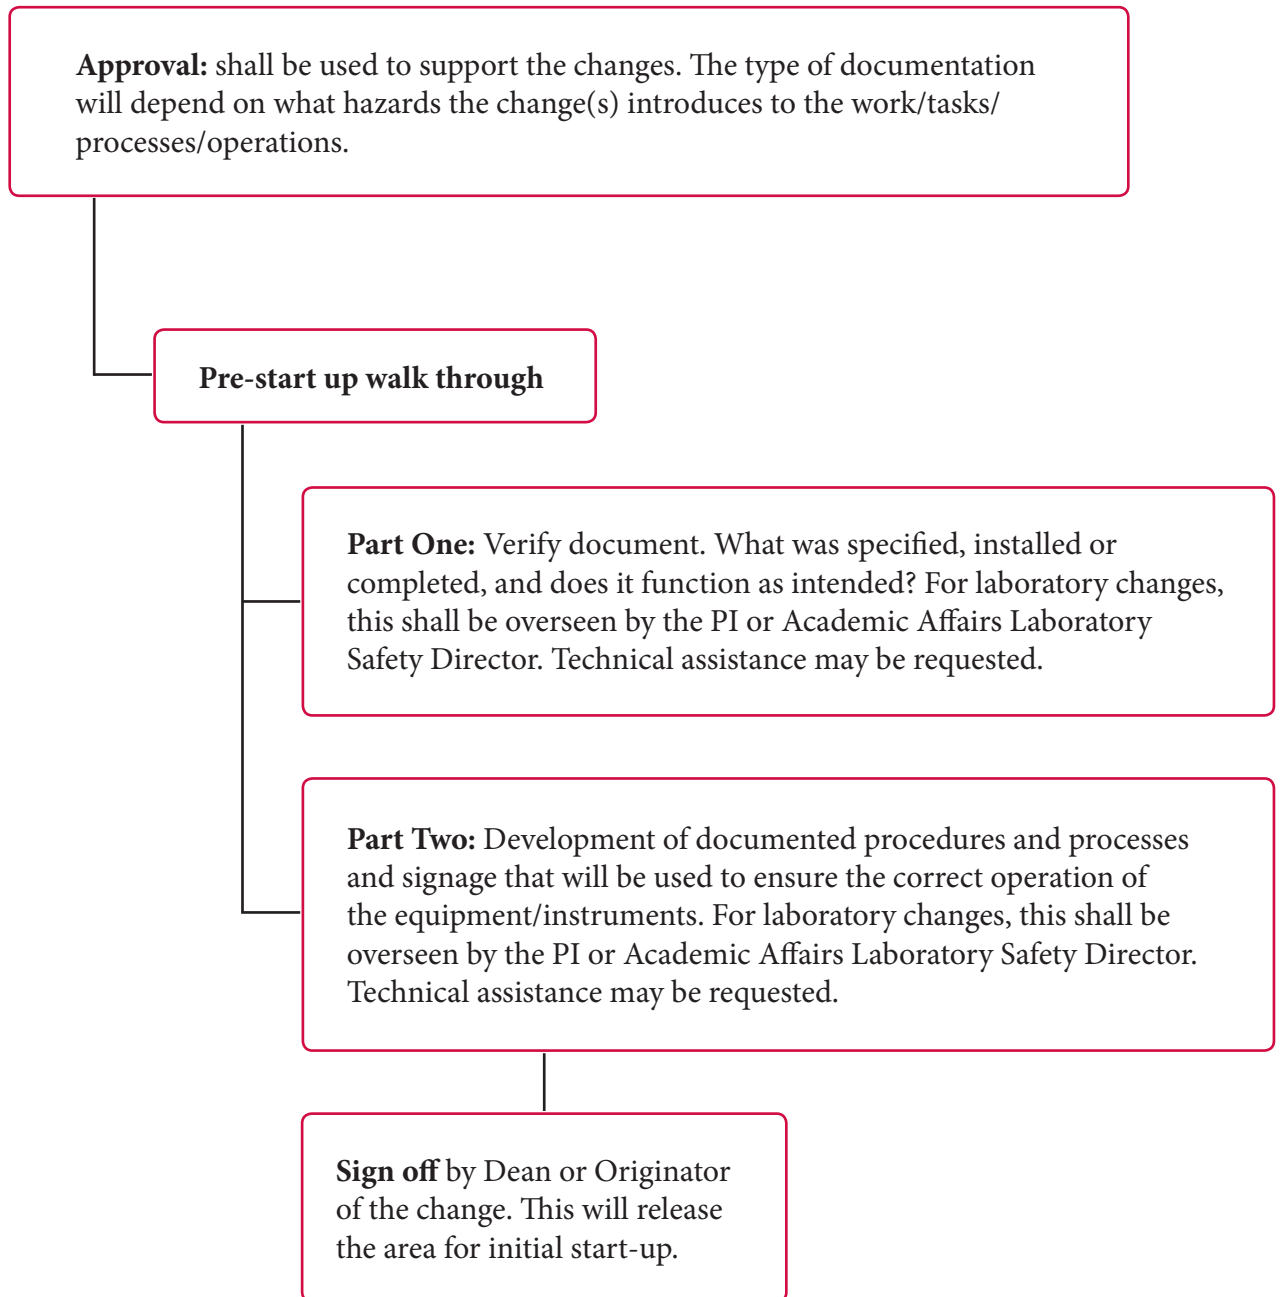 Approval: shall be used to support the changes. The type of documentation
will depend on what hazards the change(s) introduces to the work/tasks/
processes/operations.
Pre-start up walk through
Part One: Verify document. What was specified, installed or
completed, and does it function as intended? For laboratory changes,
this shall be overseen by the PI or Academic Affairs Laboratory
Safety Director. Technical assistance may be requested.
Part Two: Development of documented procedures and processes
and signage that will be used to ensure the correct operation of
the equipment/instruments. For laboratory changes, this shall be
overseen by the PI or Academic Affairs Laboratory Safety Director.
Technical assistance may be requested.
Sign off by Dean or Originator
of the change. This will release
the area for initial start-up.